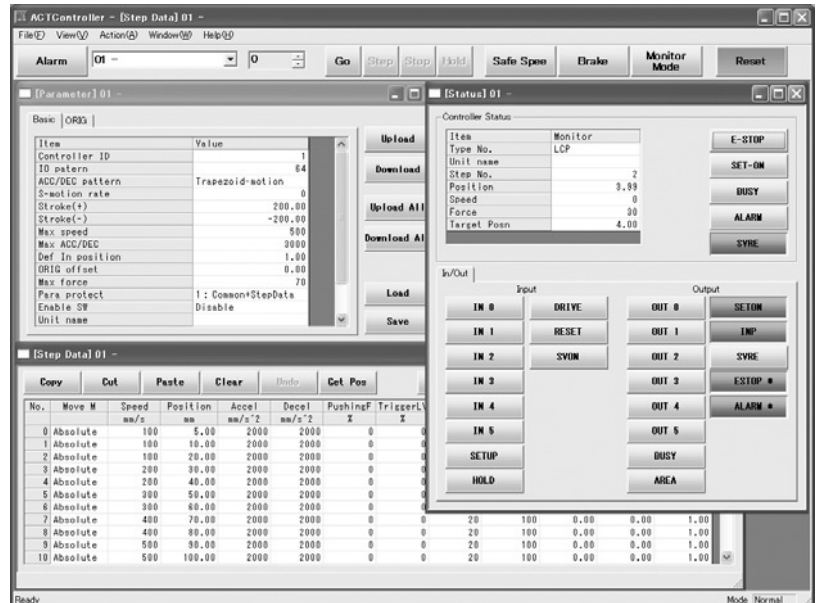 ACTController - [Step Data] 01 -
File(F) View(V) Action(A) Window(W) Help(H)
Alarm 01 - 0 Go Step Stop Hold Safe Spee Brake Monitor Mode Reset
[Parameter] 01 -
Basic ORIG
Item Value
Controller ID 1
IO patern 64
ACC/DEC pattern Trapezoid-motion
S-motion rate 0
Stroke(+) 200.00
Stroke(-) -200.00
Max speed 500
Max ACC/DEC 3000
Def In position 1.00
ORIG offset 0.00
Max force 70
Para protect 1 : Common+StepData
Enable SW Disable
Unit name
Upload
Download
Upload All
Download Al
Load
Save
[Status] 01 -
Controller Status
Item Monitor
Type No. LCP
Unit name
Step No. 2
Position 3.99
Speed 0
Force 30
Target Posn 4.00
E-STOP
SET-ON
BUSY
ALARM
SVRE
In/Out
Input Output
IN 0 DRIVE OUT 0 SETON
IN 1 RESET OUT 1 INP
IN 2 SVON OUT 2 SVRE
IN 3 OUT 3 ESTOP *
IN 4 OUT 4 ALARM *
IN 5 OUT 5
SETUP BUSY
HOLD AREA
[Step Data] 01 -
Copy Cut Paste Clear Undo Get Pos
No. Move M Speed Position Accel Decel PushingF TriggerLV
mm/s mm mm/s^2 mm/s^2 % %
0 Absolute 100 5.00 2000 2000 0 0
1 Absolute 100 10.00 2000 2000 0 0
2 Absolute 100 20.00 2000 2000 0 0
3 Absolute 200 30.00 2000 2000 0 0
4 Absolute 200 40.00 2000 2000 0 0
5 Absolute 300 50.00 2000 2000 0 0
6 Absolute 300 60.00 2000 2000 0 0
7 Absolute 400 70.00 2000 2000 0 0 20 100 0.00 0.00 1.00
8 Absolute 400 80.00 2000 2000 0 0 20 100 0.00 0.00 1.00
9 Absolute 500 90.00 2000 2000 0 0 20 100 0.00 0.00 1.00
10 Absolute 500 100.00 2000 2000 0 0 20 100 0.00 0.00 1.00
Ready Mode Normal